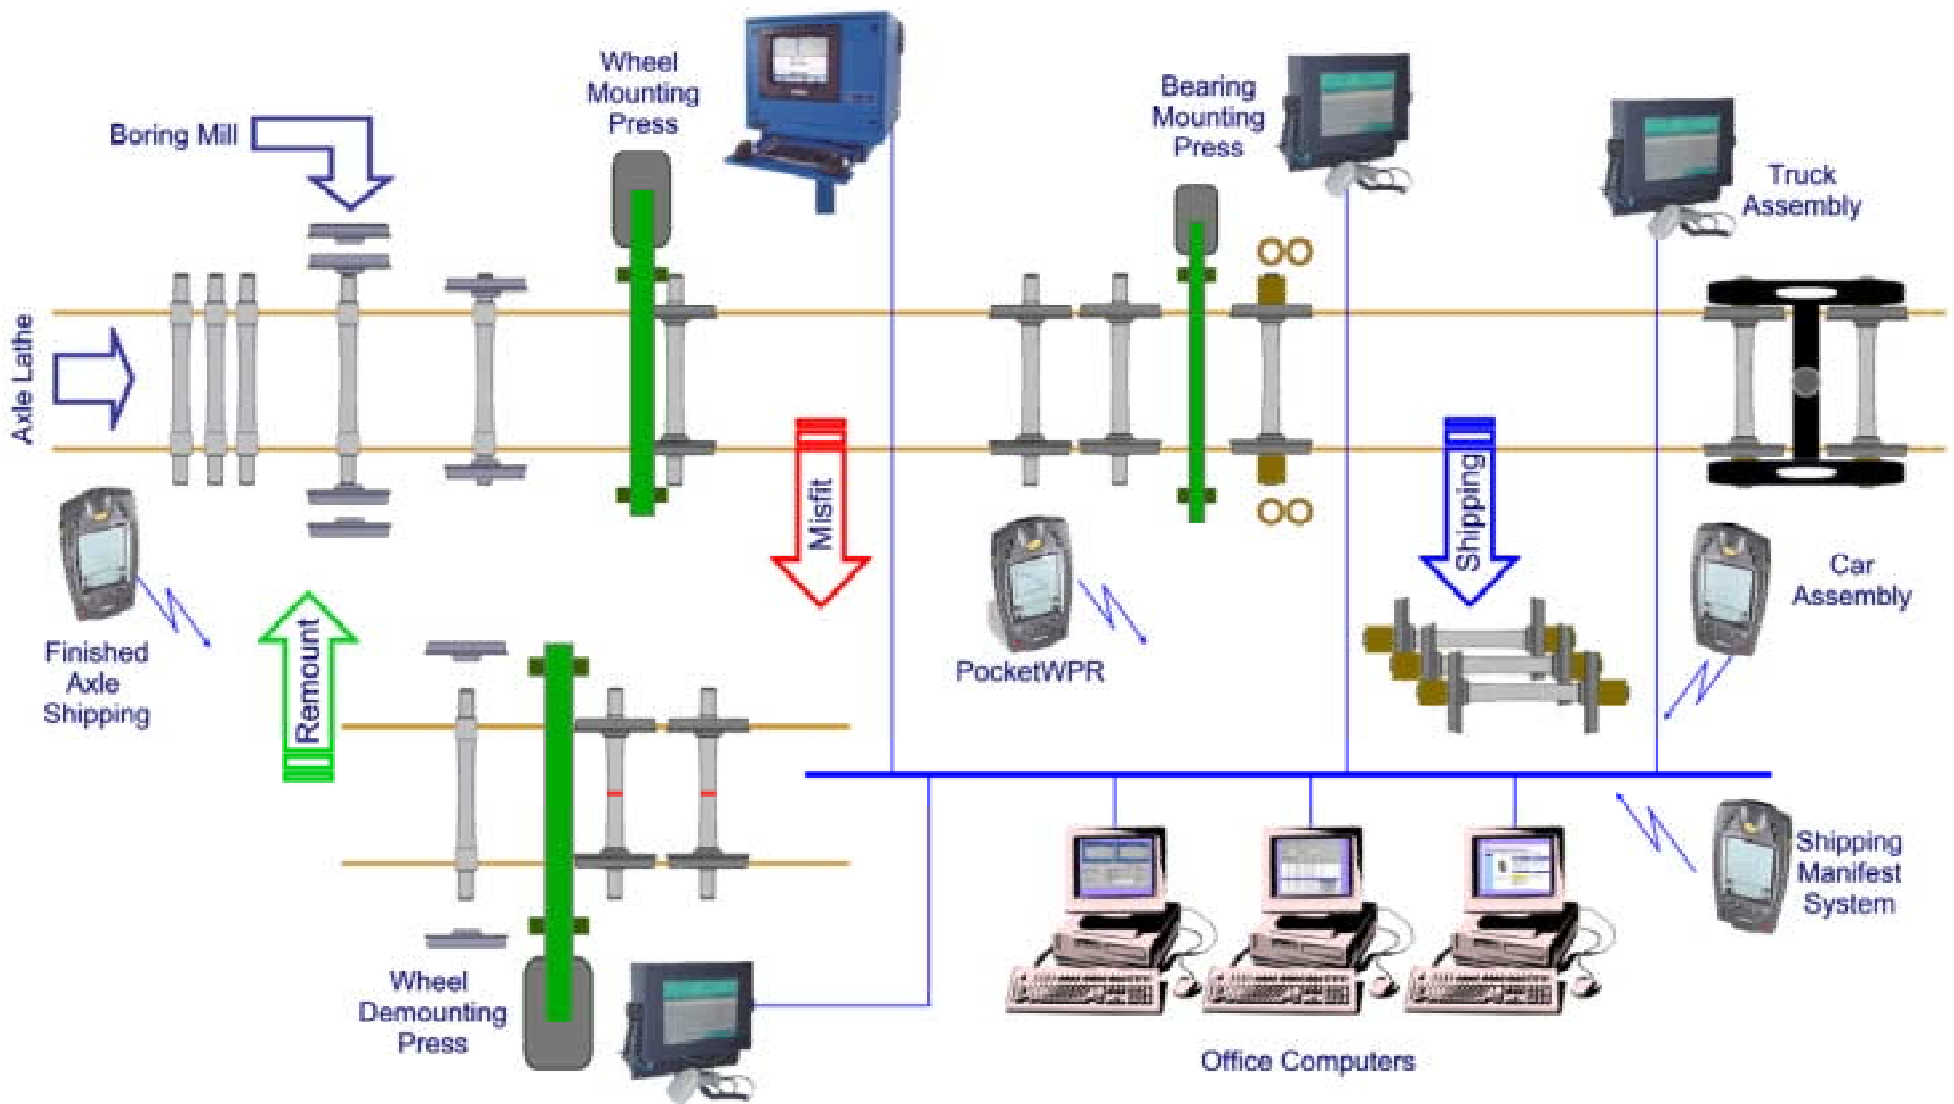 Wheel
Mounting
Press
Bearing
Mounting
Press
Boring Mill
Truck
Assembly
Axle Lathe
Misfit
Shipping
Finished
Axle
Shipping
Remount
PocketWPR
Car
Assembly
Shipping
Manifest
System
Wheel
Demounting
Press
Office Computers